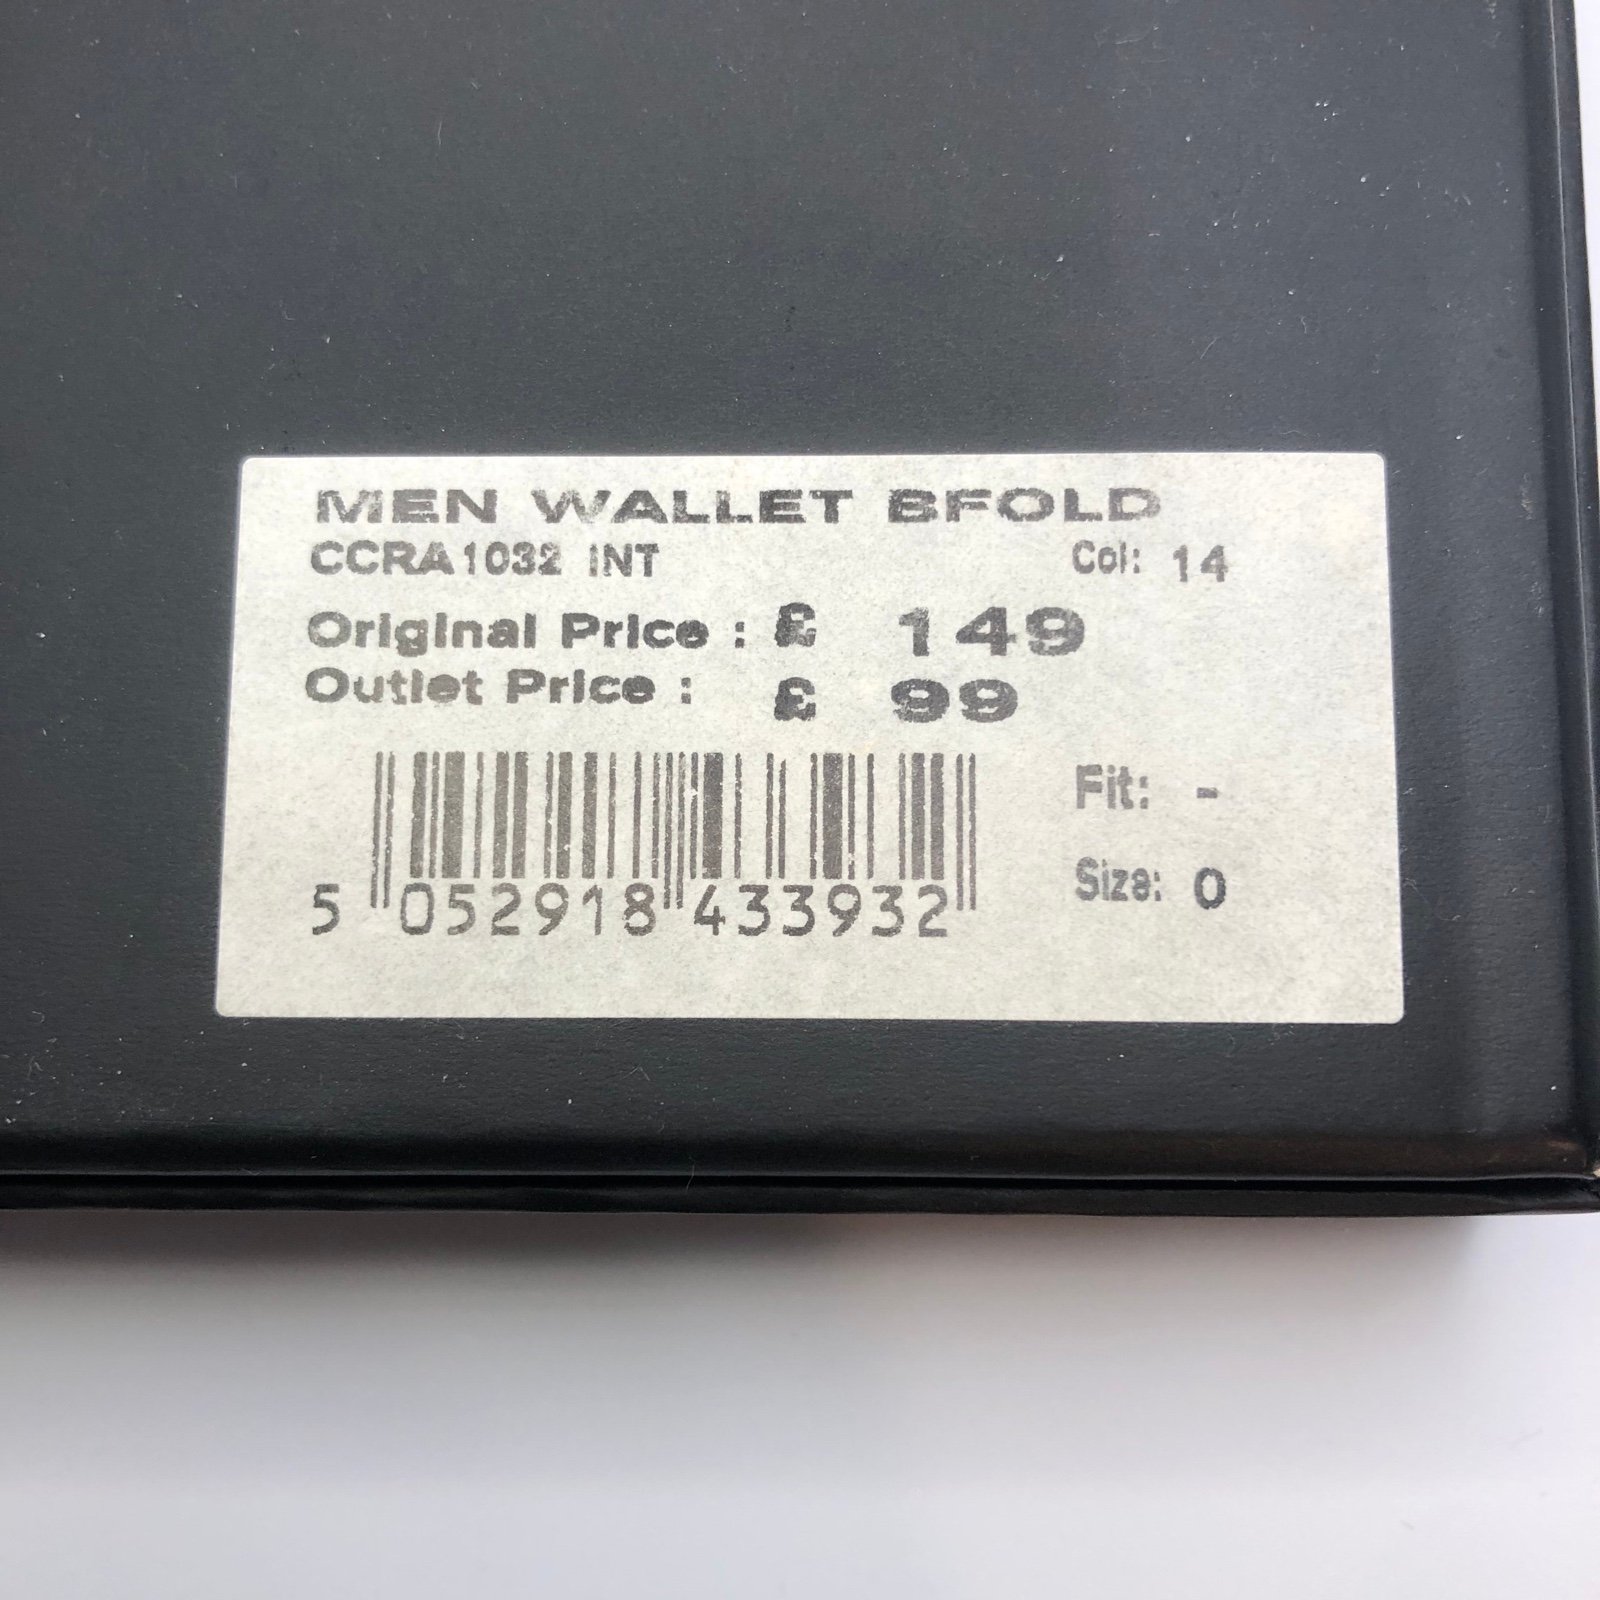 MEN WALLET BFOLD
CCRA1032 INT Col: 14
Original Price : £ 149
Outlet Price : £ 99
Fit: -
Size: 0
5 052918 433932